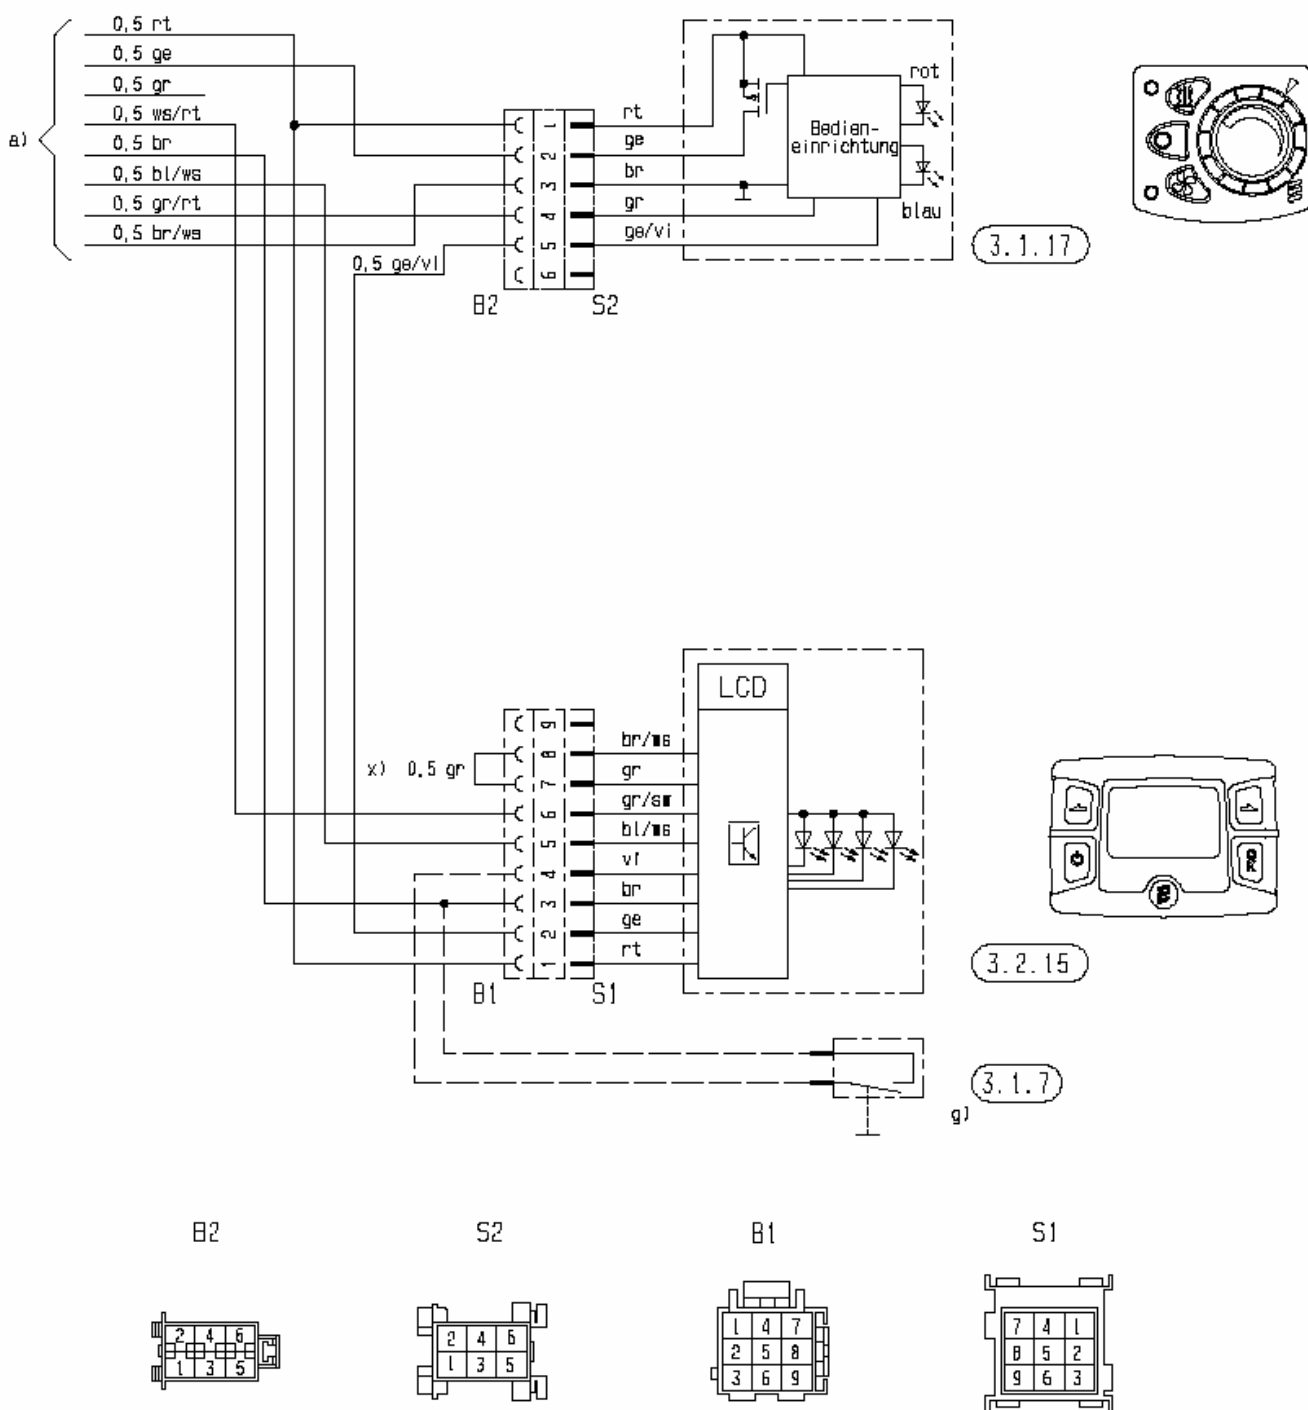 a)
0,5 rt
0,5 ge
0,5 gr
0,5 ws/rt
0,5 br
0,5 bl/ws
0,5 gr/rt
0,5 br/ws
0,5 ge/vi
1
2
3
4
5
6
B2
S2
rt
ge
br
gr
ge/vi
Bedien-
einrichtung
rot
blau
3.1.17
LCD
9
8
7
6
5
4
3
2
1
x) 0,5 gr
br/ws
gr
gr/sw
bl/ws
vi
br
ge
rt
B1
S1
3.2.15
3.1.7
g)
B2
S2
B1
S1
2 4 6
1 3 5
2 4 6
1 3 5
1 4 7
2 5 8
3 6 9
7 4 1
8 5 2
9 6 3